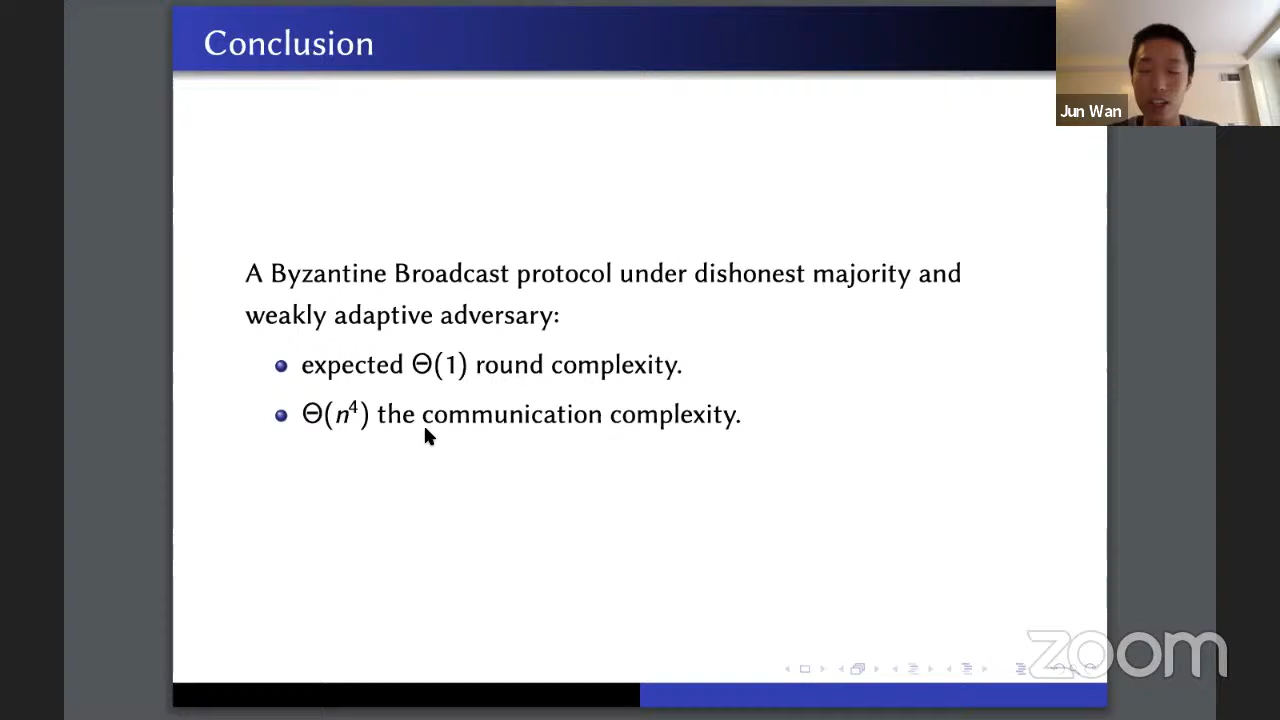 Conclusion
Jun Wan
A Byzantine Broadcast protocol under dishonest majority and
weakly adaptive adversary:
expected Θ(1) round complexity.
Θ(n⁴) the communication complexity.
zoom